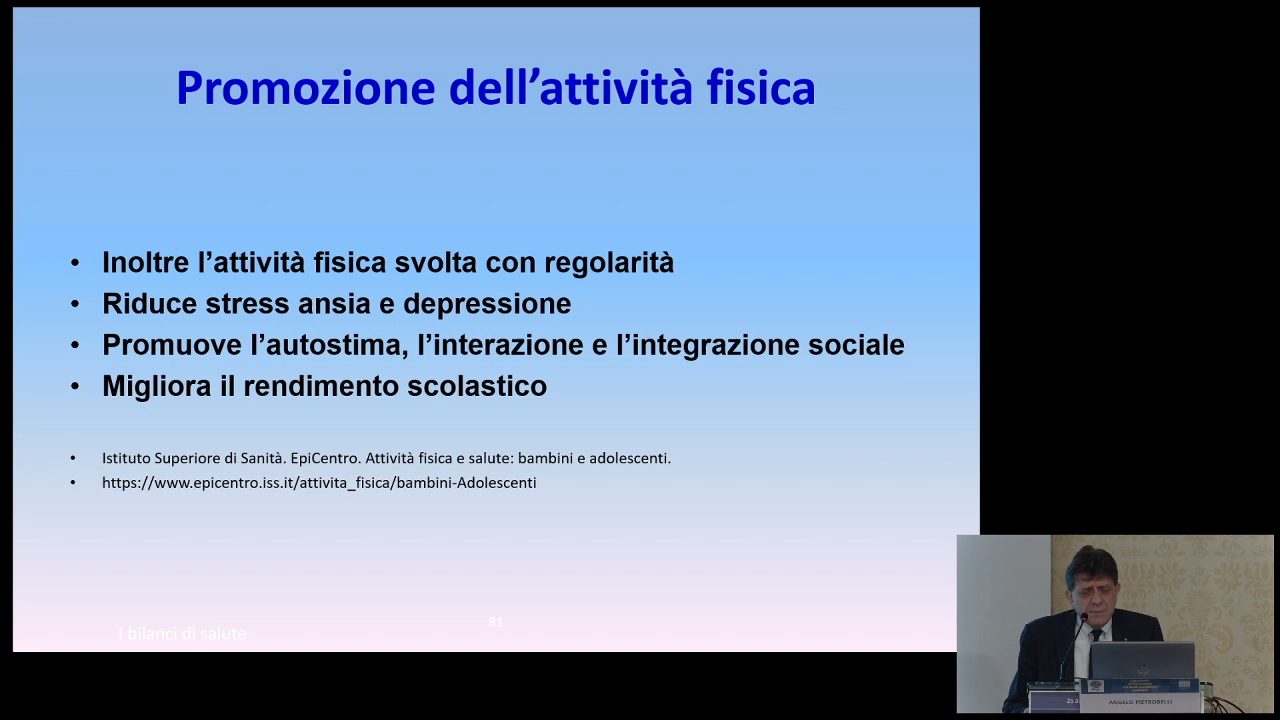 Promozione dell'attività fisica
• Inoltre l'attività fisica svolta con regolarità
• Riduce stress ansia e depressione
• Promuove l'autostima, l'interazione e l'integrazione sociale
• Migliora il rendimento scolastico
• Istituto Superiore di Sanità. EpiCentro. Attività fisica e salute: bambini e adolescenti.
• https://www.epicentro.iss.it/attivita_fisica/bambini-Adolescenti
81
I bilanci di salute
ANGELO PIETROBELLI